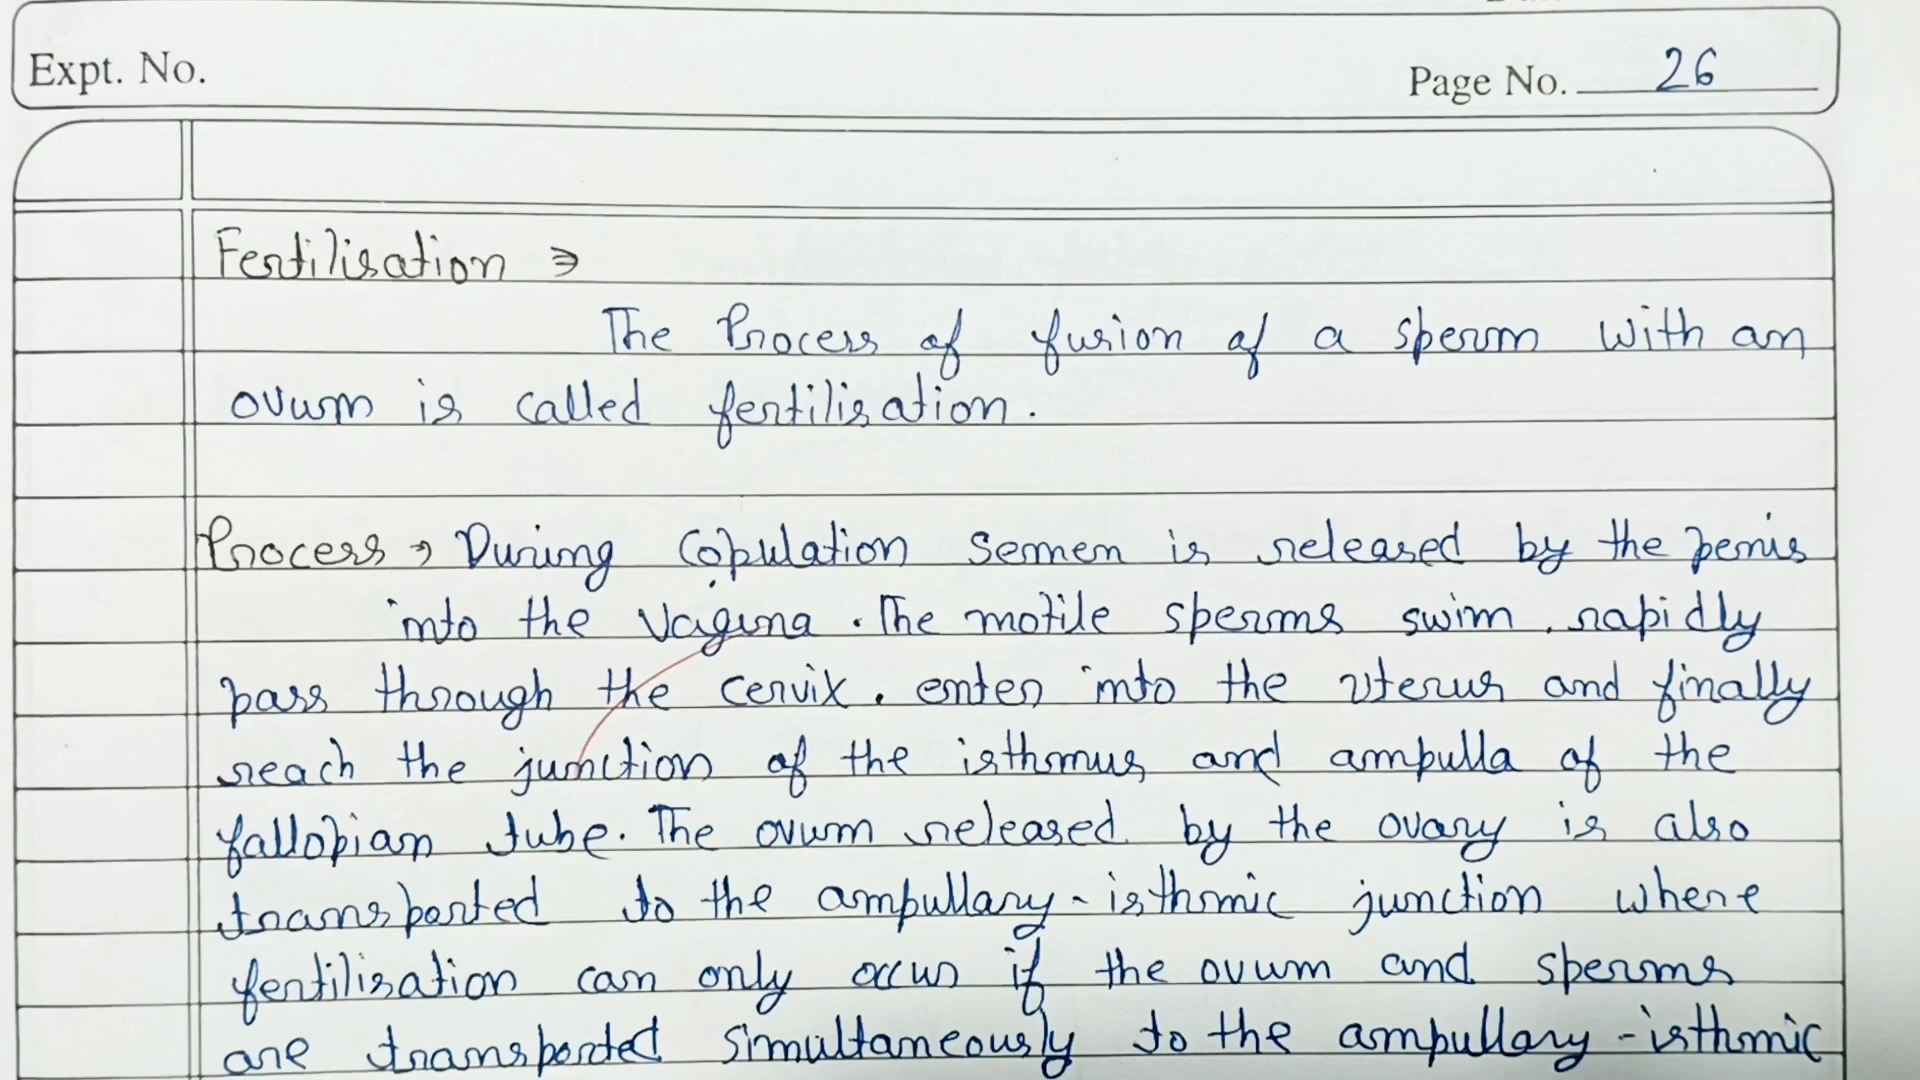 Expt. No.
Page No. 26
Fertilisation ⇒
The Process of fusion of a sperm with an
ovum is called fertilisation.
Process → During Copulation semen is released by the penis
into the vagina. The motile sperms swim rapidly
pass through the cervix, enter into the uterus and finally
reach the junction of the isthmus and ampulla of the
fallopian tube. The ovum released by the ovary is also
transported to the ampullary-isthmic junction where
fertilisation can only occur if the ovum and sperms
are transported simultaneously to the ampullary-isthmic